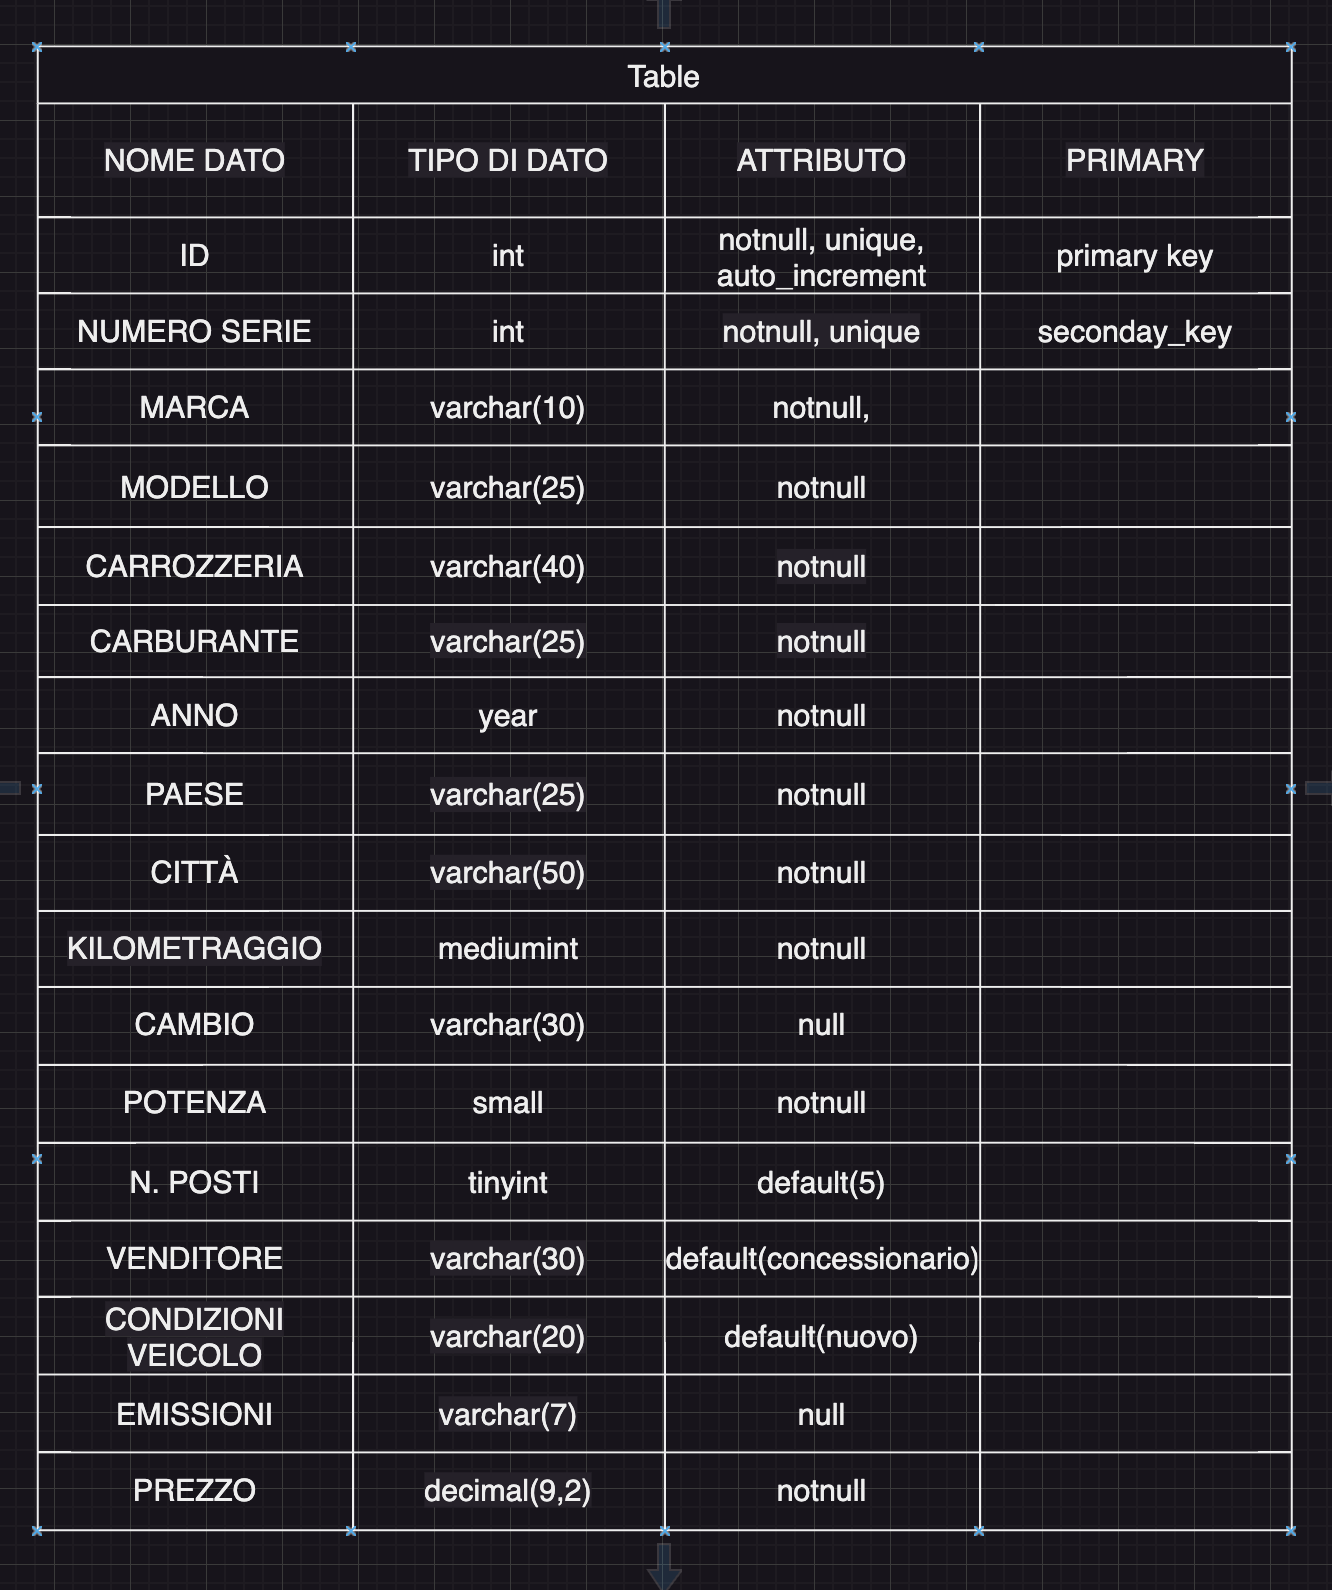 Table
NOME DATO TIPO DI DATO ATTRIBUTO PRIMARY
ID int notnull, unique, auto_increment primary key
NUMERO SERIE int notnull, unique seconday_key
MARCA varchar(10) notnull,
MODELLO varchar(25) notnull
CARROZZERIA varchar(40) notnull
CARBURANTE varchar(25) notnull
ANNO year notnull
PAESE varchar(25) notnull
CITTÀ varchar(50) notnull
KILOMETRAGGIO mediumint notnull
CAMBIO varchar(30) null
POTENZA small notnull
N. POSTI tinyint default(5)
VENDITORE varchar(30) default(concessionario)
CONDIZIONI VEICOLO varchar(20) default(nuovo)
EMISSIONI varchar(7) null
PREZZO decimal(9,2) notnull